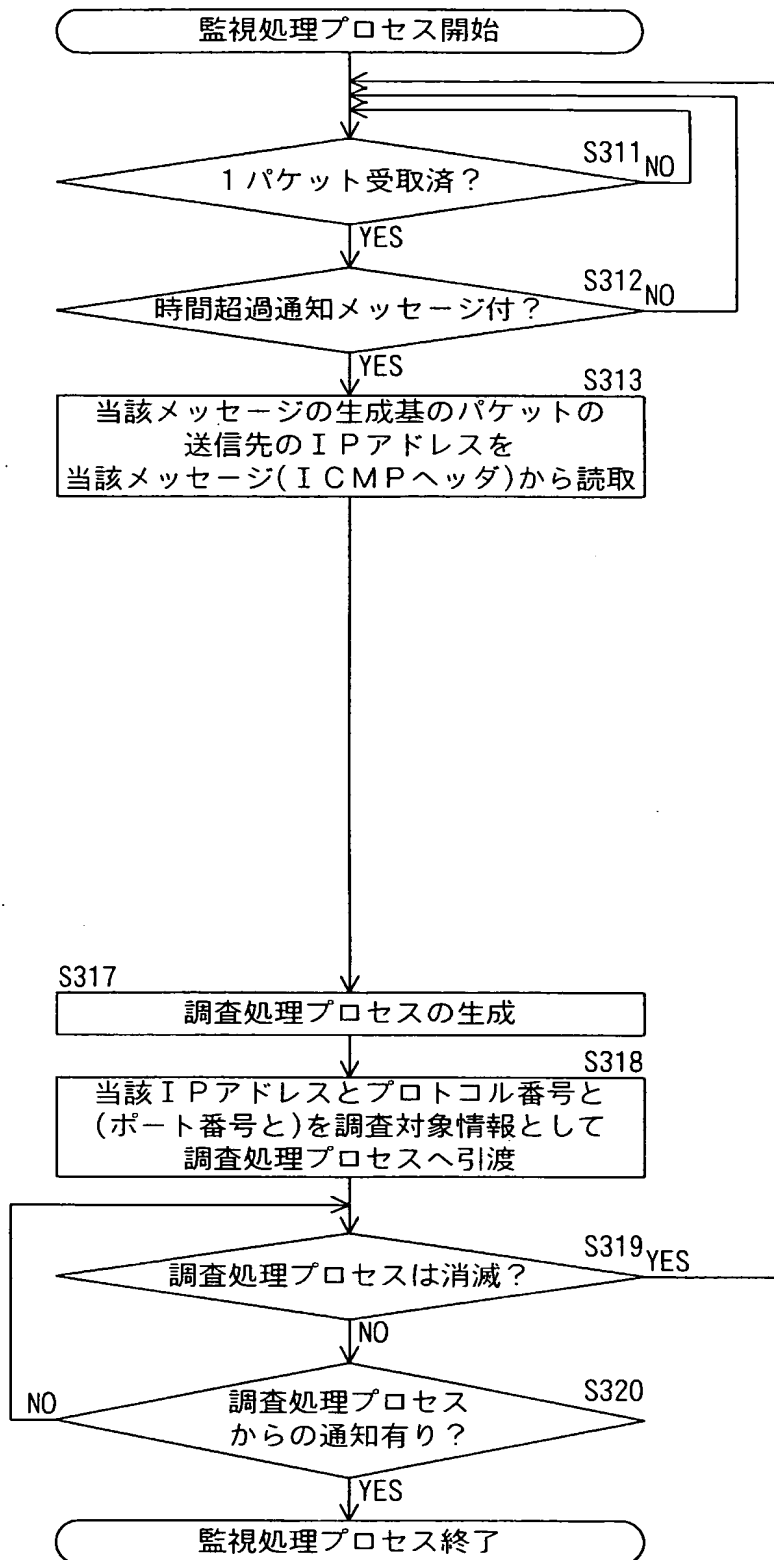 監視処理プロセス開始
S311
1パケット受取済？
NO
YES
S312
時間超過通知メッセージ付？
NO
YES
S313
当該メッセージの生成基のパケットの
送信先のＩＰアドレスを
当該メッセージ(ＩＣＭＰヘッダ)から読取
S317
調査処理プロセスの生成
S318
当該ＩＰアドレスとプロトコル番号と
(ポート番号と)を調査対象情報として
調査処理プロセスへ引渡
S319
調査処理プロセスは消滅？
YES
NO
S320
調査処理プロセス
からの通知有り？
NO
YES
監視処理プロセス終了